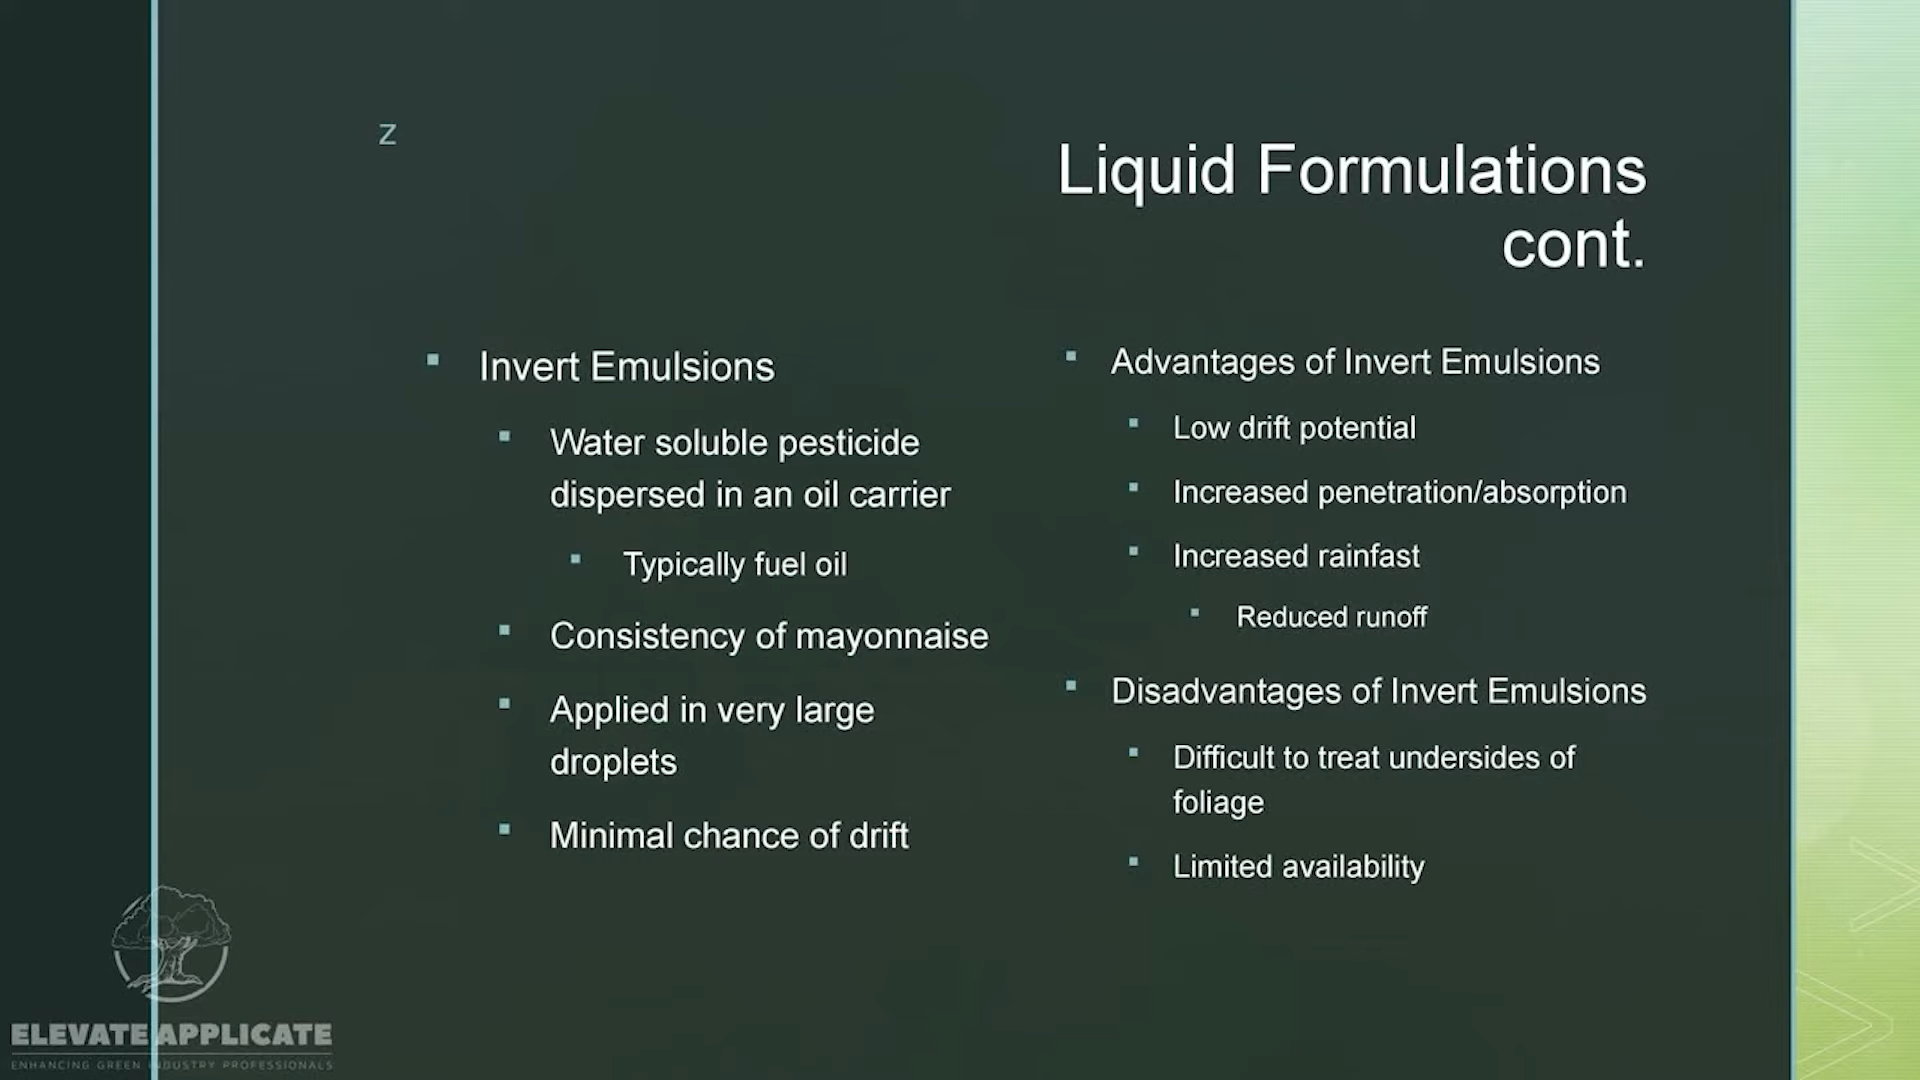 z
Liquid Formulations
cont.
Invert Emulsions
Water soluble pesticide
dispersed in an oil carrier
Typically fuel oil
Consistency of mayonnaise
Applied in very large
droplets
Minimal chance of drift
Advantages of Invert Emulsions
Low drift potential
Increased penetration/absorption
Increased rainfast
Reduced runoff
Disadvantages of Invert Emulsions
Difficult to treat undersides of
foliage
Limited availability
ELEVATE APPLICATE
ENHANCING GREEN INDUSTRY PROFESSIONALS